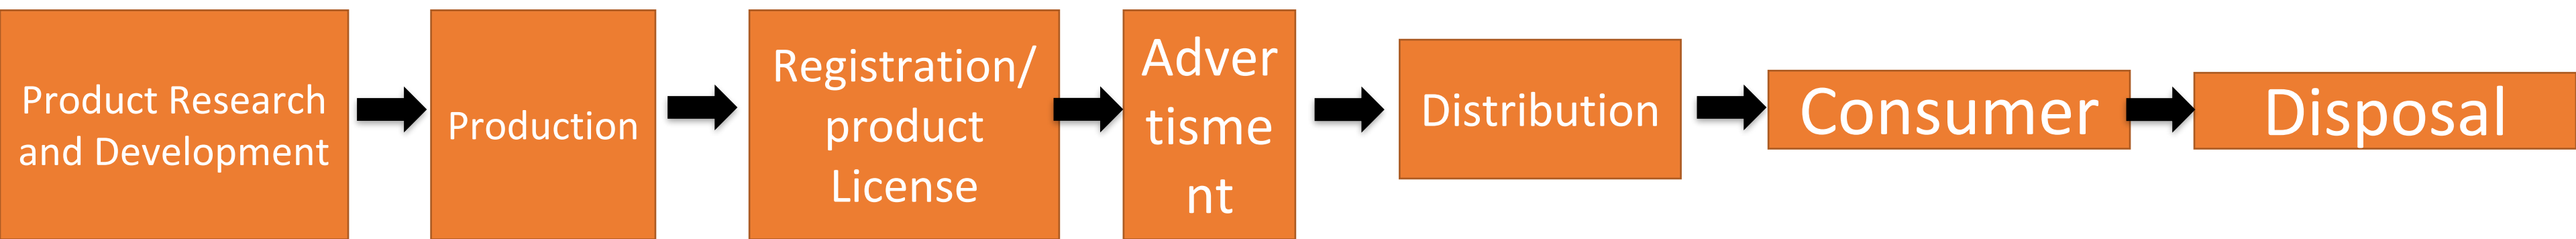 Product Research
and Development
Production
Registration/
product
License
Adver
tisme
nt
Distribution
Consumer
Disposal